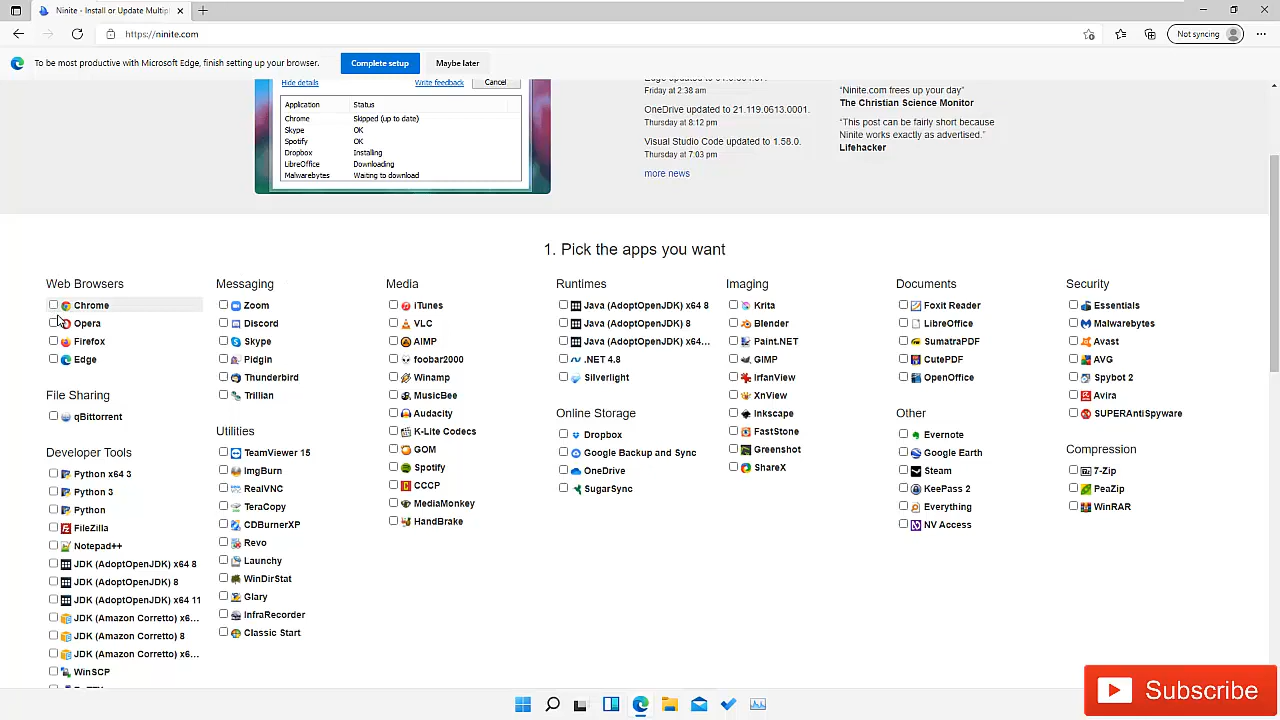 Ninite - Install or Update Multip
https://ninite.com
Not syncing
To be most productive with Microsoft Edge, finish setting up your browser.
Complete setup
Maybe later
Hide details
Write feedback
Cancel
Application Status
Chrome Skipped (up to date)
Skype OK
Spotify OK
Dropbox Installing
LibreOffice Downloading
Malwarebytes Waiting to download
Friday at 2:38 am
OneDrive updated to 21.119.0613.0001.
Thursday at 8:12 pm
Visual Studio Code updated to 1.58.0.
Thursday at 7:03 pm
more news
“Ninite.com frees up your day”
The Christian Science Monitor
“This post can be fairly short because
Ninite works exactly as advertised.”
Lifehacker
1. Pick the apps you want
Web Browsers
Chrome
Opera
Firefox
Edge
File Sharing
qBittorrent
Developer Tools
Python x64 3
Python 3
Python
FileZilla
Notepad++
JDK (AdoptOpenJDK) x64 8
JDK (AdoptOpenJDK) 8
JDK (AdoptOpenJDK) x64 11
JDK (Amazon Corretto) x6...
JDK (Amazon Corretto) 8
JDK (Amazon Corretto) x6...
WinSCP
Messaging
Zoom
Discord
Skype
Pidgin
Thunderbird
Trillian
Utilities
TeamViewer 15
ImgBurn
RealVNC
TeraCopy
CDBurnerXP
Revo
Launchy
WinDirStat
Glary
InfraRecorder
Classic Start
Media
iTunes
VLC
AIMP
foobar2000
Winamp
MusicBee
Audacity
K-Lite Codecs
GOM
Spotify
CCCP
MediaMonkey
HandBrake
Runtimes
Java (AdoptOpenJDK) x64 8
Java (AdoptOpenJDK) 8
Java (AdoptOpenJDK) x64...
.NET 4.8
Silverlight
Online Storage
Dropbox
Google Backup and Sync
OneDrive
SugarSync
Imaging
Krita
Blender
Paint.NET
GIMP
IrfanView
XnView
Inkscape
FastStone
Greenshot
ShareX
Documents
Foxit Reader
LibreOffice
SumatraPDF
CutePDF
OpenOffice
Other
Evernote
Google Earth
Steam
KeePass 2
Everything
NV Access
Security
Essentials
Malwarebytes
Avast
AVG
Spybot 2
Avira
SUPERAntiSpyware
Compression
7-Zip
PeaZip
WinRAR
Subscribe